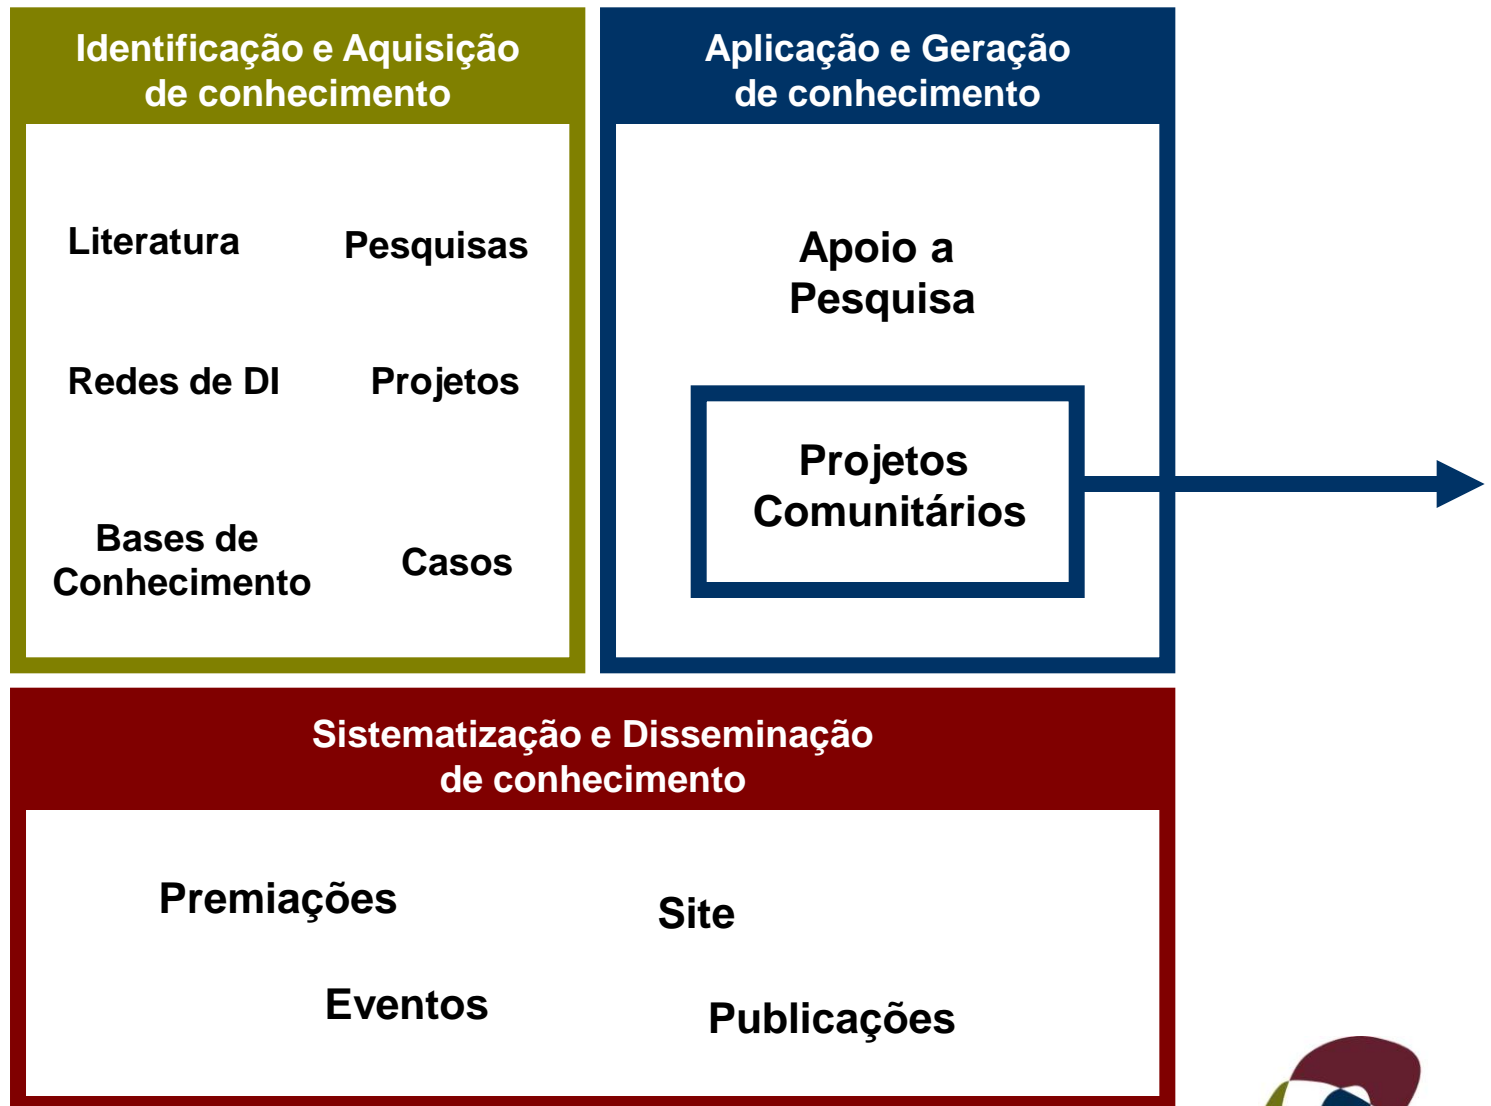 Identificação e Aquisição
de conhecimento
Literatura
Pesquisas
Redes de DI
Projetos
Bases de
Conhecimento
Casos
Aplicação e Geração
de conhecimento
Apoio a
Pesquisa
Projetos
Comunitários
Sistematização e Disseminação
de conhecimento
Premiações
Site
Eventos
Publicações